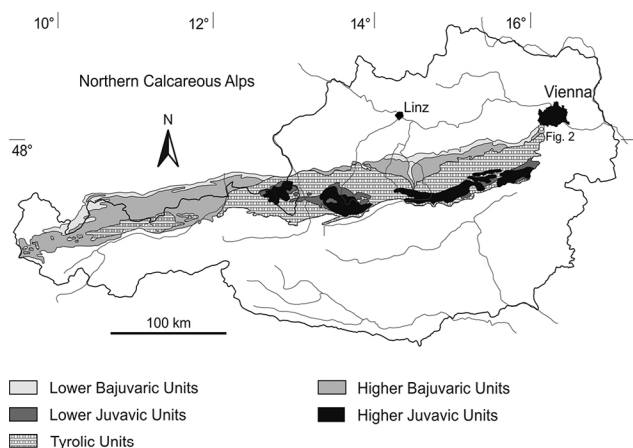 10° 12° 14° 16°
Northern Calcareous Alps
Vienna
Linz
N
Fig. 2
48°
100 km
Lower Bajuvaric Units
Higher Bajuvaric Units
Lower Juvavic Units
Higher Juvavic Units
Tyrolic Units